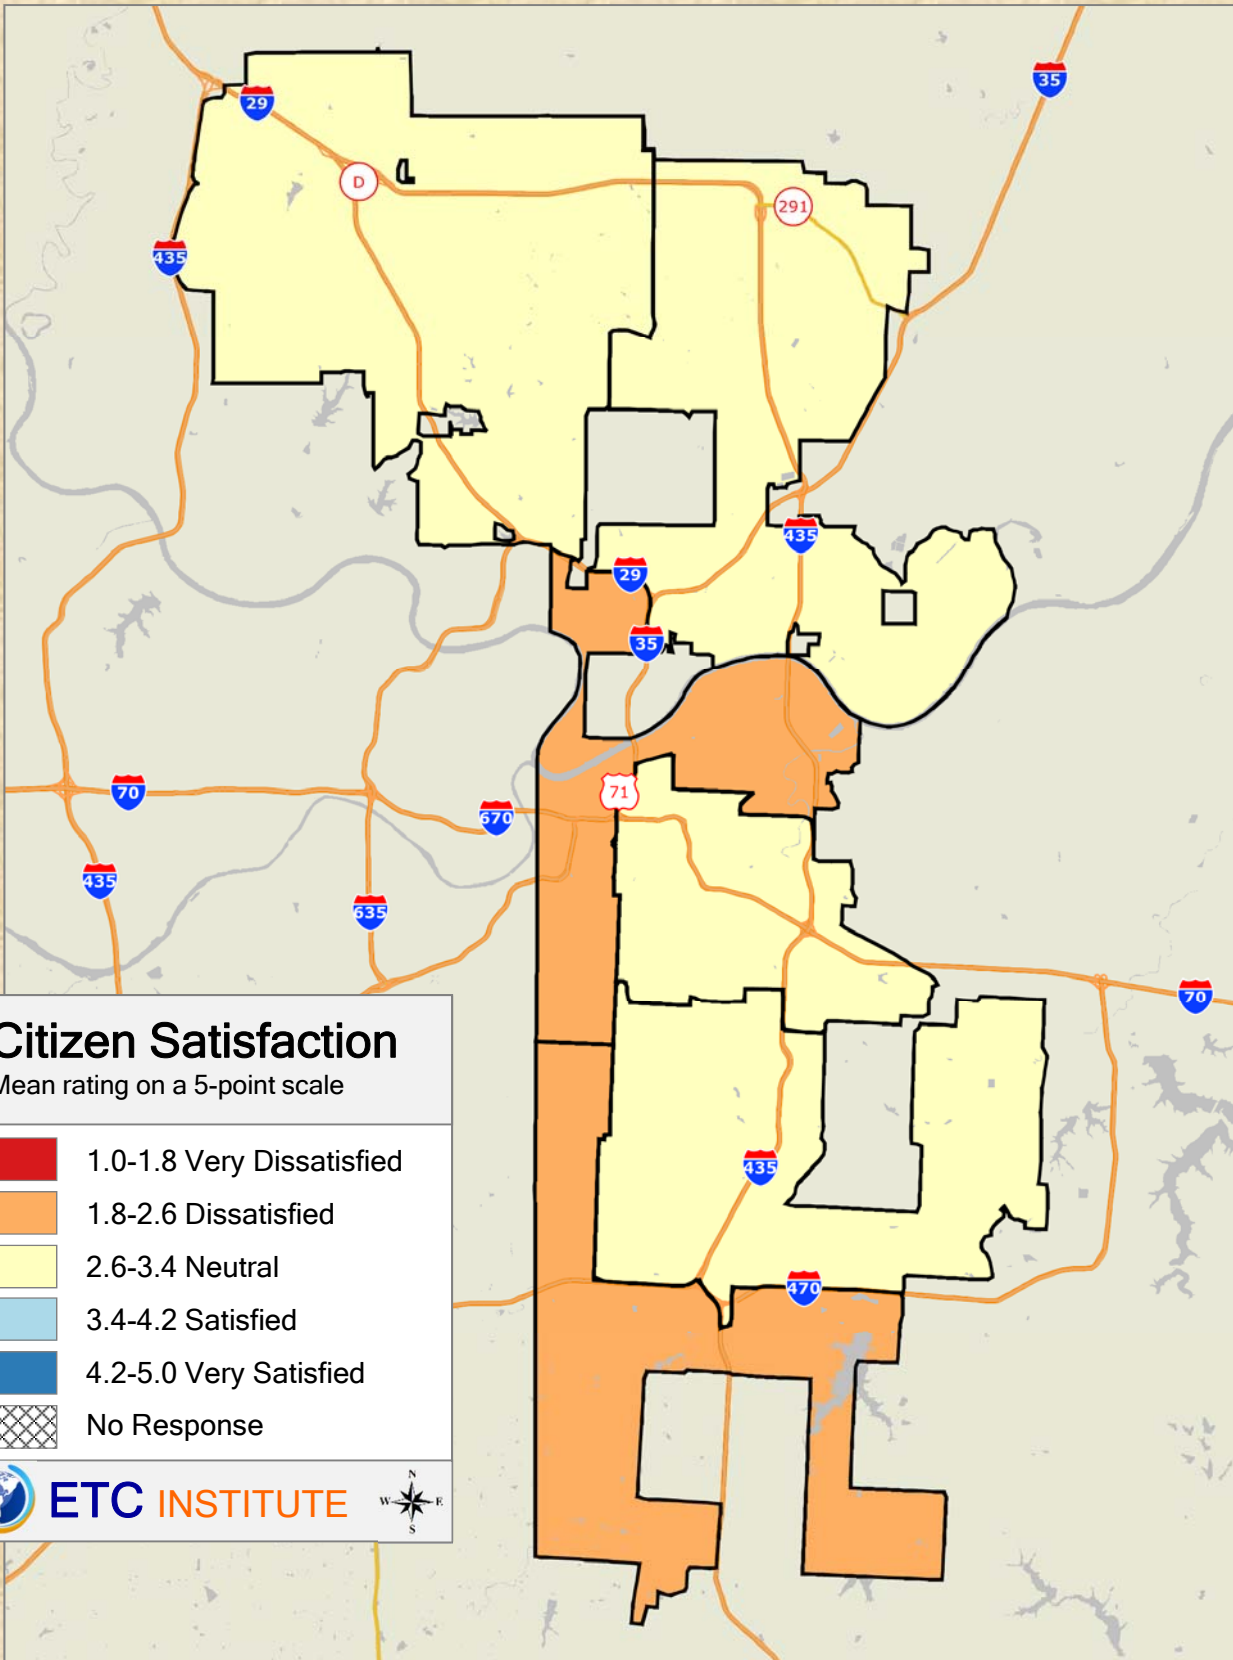 35
29
D
291
435
435
29
35
70
71
670
435
635
70
Citizen Satisfaction
Mean rating on a 5-point scale
1.0-1.8 Very Dissatisfied
1.8-2.6 Dissatisfied
2.6-3.4 Neutral
3.4-4.2 Satisfied
4.2-5.0 Very Satisfied
No Response
435
470
ETC INSTITUTE
N
W E
S